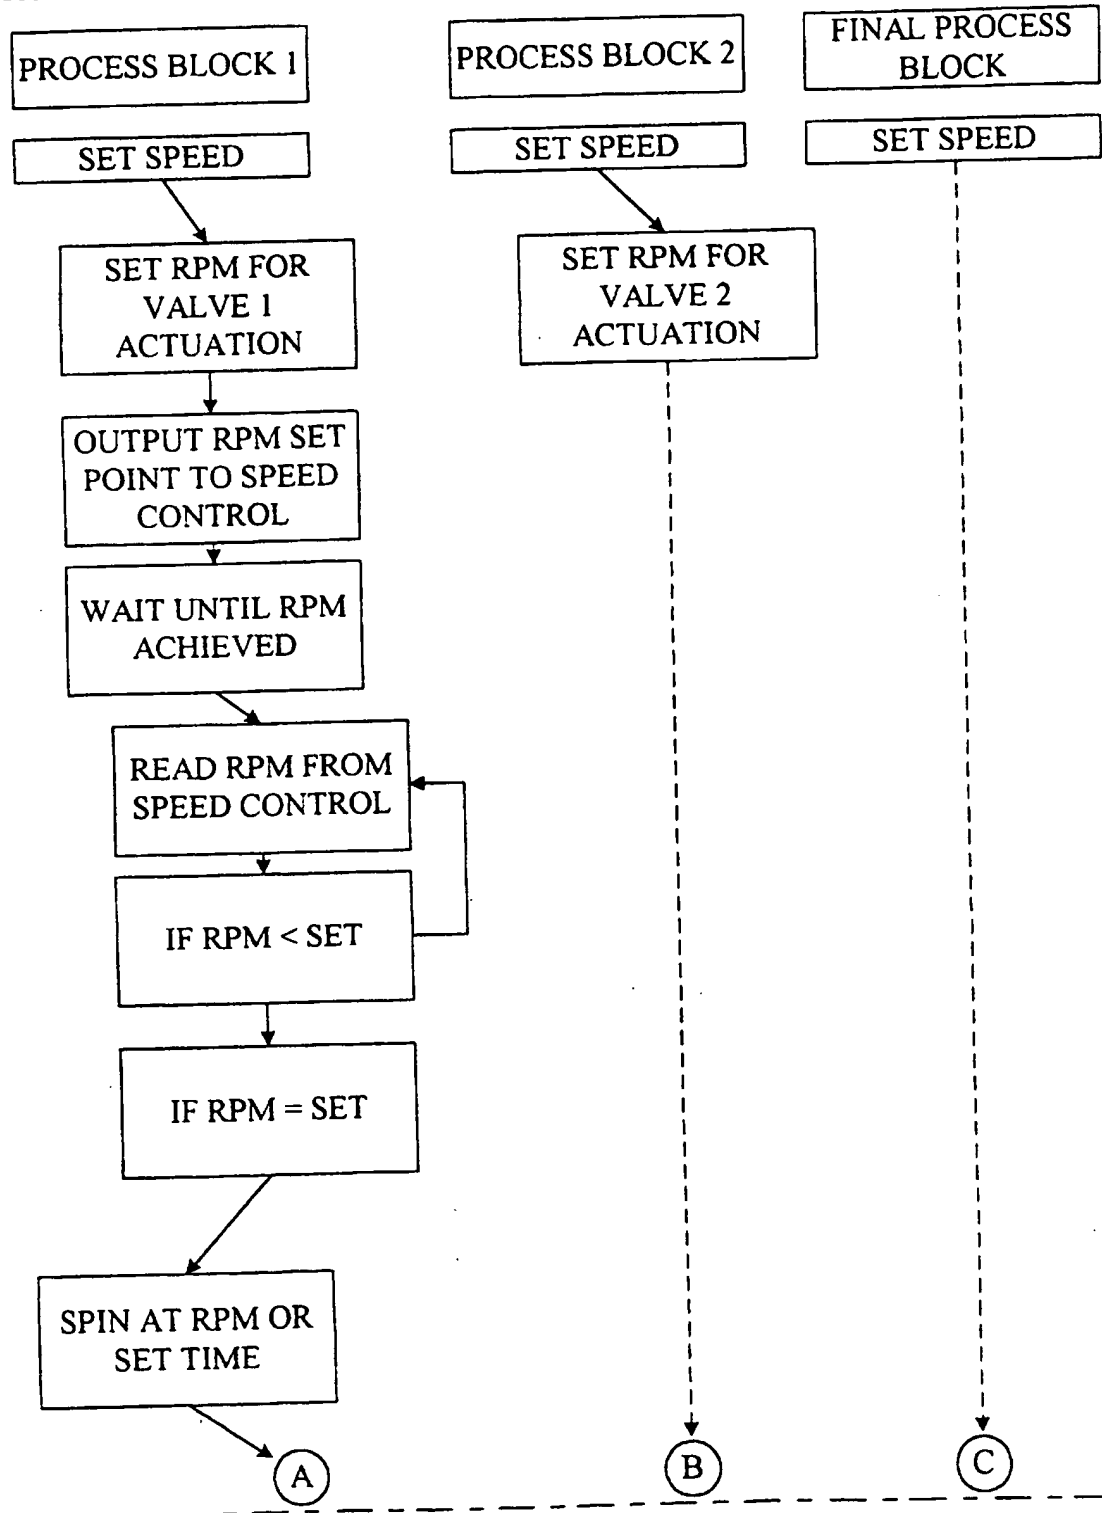 PROCESS BLOCK 1
SET SPEED
SET RPM FOR
VALVE 1
ACTUATION
OUTPUT RPM SET
POINT TO SPEED
CONTROL
WAIT UNTIL RPM
ACHIEVED
READ RPM FROM
SPEED CONTROL
IF RPM < SET
IF RPM = SET
SPIN AT RPM OR
SET TIME
A
PROCESS BLOCK 2
SET SPEED
SET RPM FOR
VALVE 2
ACTUATION
B
FINAL PROCESS
BLOCK
SET SPEED
C